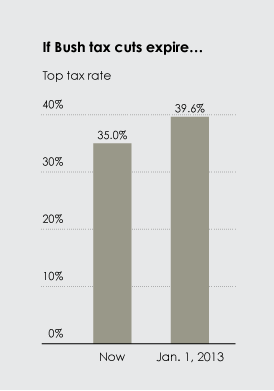 If Bush tax cuts expire...
Top tax rate
40%
39.6%
35.0%
30%
20%
10%
0%
Now
Jan. 1, 2013